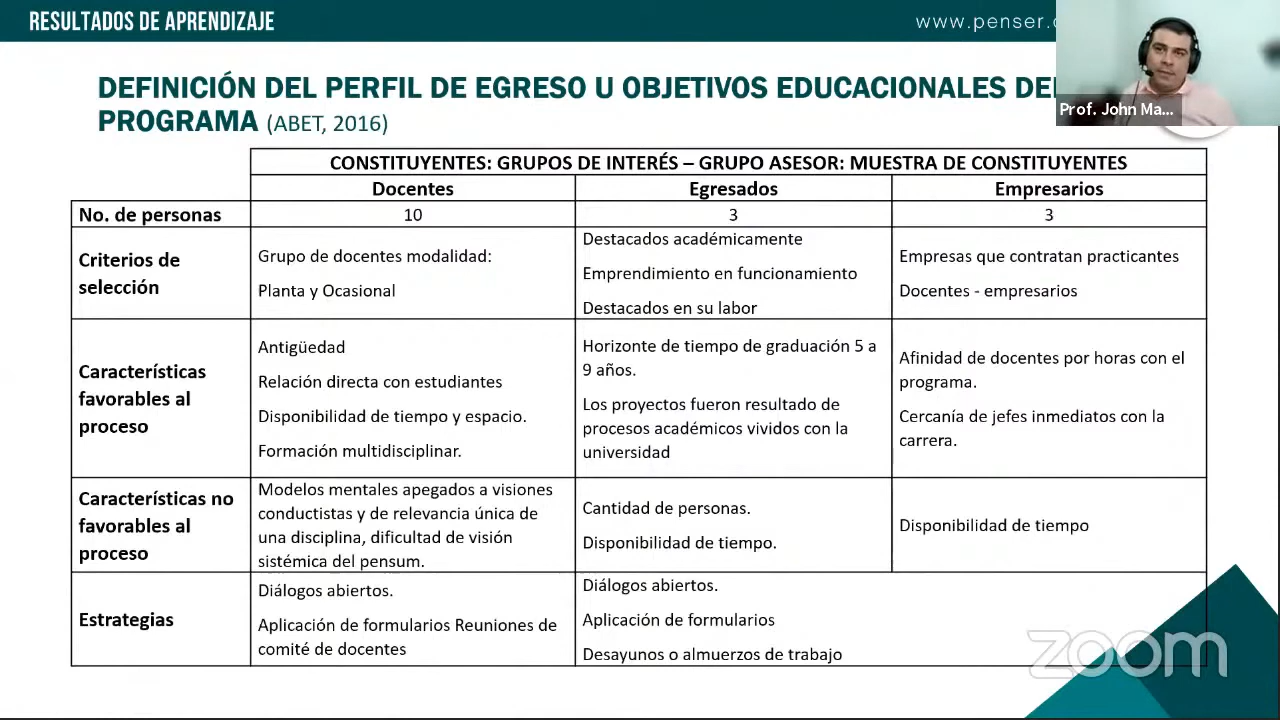 RESULTADOS DE APRENDIZAJE
www.penser.
DEFINICIÓN DEL PERFIL DE EGRESO U OBJETIVOS EDUCACIONALES DEL
PROGRAMA (ABET, 2016)
Prof. John Ma...
CONSTITUYENTES: GRUPOS DE INTERÉS – GRUPO ASESOR: MUESTRA DE CONSTITUYENTES
Docentes
Egresados
Empresarios
No. de personas
10
3
3
Criterios de
selección
Grupo de docentes modalidad:
Planta y Ocasional
Destacados académicamente
Emprendimiento en funcionamiento
Destacados en su labor
Empresas que contratan practicantes
Docentes - empresarios
Características
favorables al
proceso
Antigüedad
Relación directa con estudiantes
Disponibilidad de tiempo y espacio.
Formación multidisciplinar.
Horizonte de tiempo de graduación 5 a
9 años.
Los proyectos fueron resultado de
procesos académicos vividos con la
universidad
Afinidad de docentes por horas con el
programa.
Cercanía de jefes inmediatos con la
carrera.
Características no
favorables al
proceso
Modelos mentales apegados a visiones
conductistas y de relevancia única de
una disciplina, dificultad de visión
sistémica del pensum.
Cantidad de personas.
Disponibilidad de tiempo.
Disponibilidad de tiempo
Estrategias
Diálogos abiertos.
Aplicación de formularios Reuniones de
comité de docentes
Diálogos abiertos.
Aplicación de formularios
Desayunos o almuerzos de trabajo
zoom